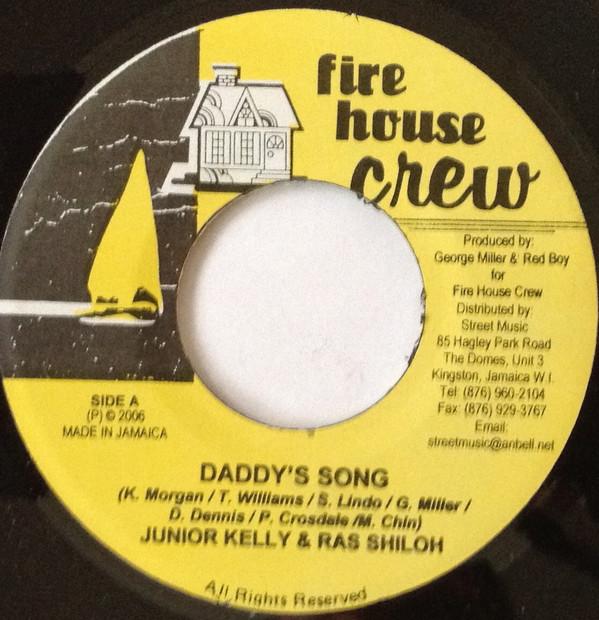 fire
house
crew
Produced by:
George Miller & Red Boy
for
Fire House Crew
Distributed by:
Street Music
85 Hagley Park Road
The Domes, Unit 3
Kingston, Jamaica W.I.
Tel: (876) 960-2104
Fax: (876) 929-3767
Email:
streetmusic@anbell.net
SIDE A
(P) © 2006
MADE IN JAMAICA
DADDY'S SONG
(K. Morgan / T. Williams / S. Lindo / G. Miller /
D. Dennis / P. Crosdale /M. Chin)
JUNIOR KELLY & RAS SHILOH
All Rights Reserved